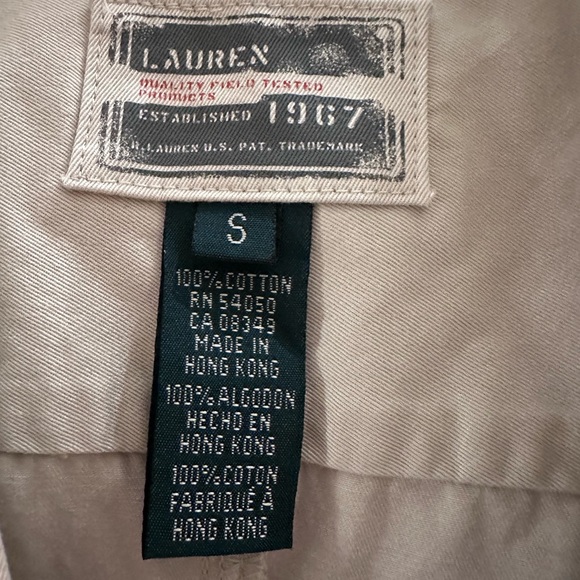 LAUREN
QUALITY FIELD TESTED
PRODUCTS
ESTABLISHED 1967
R.LAUREN U.S. PAT. TRADEMARK
S
100% COTTON
RN 54050
CA 08349
MADE IN
HONG KONG
100% ALGODON
HECHO EN
HONG KONG
100% COTON
FABRIQUÉ À
HONG KONG